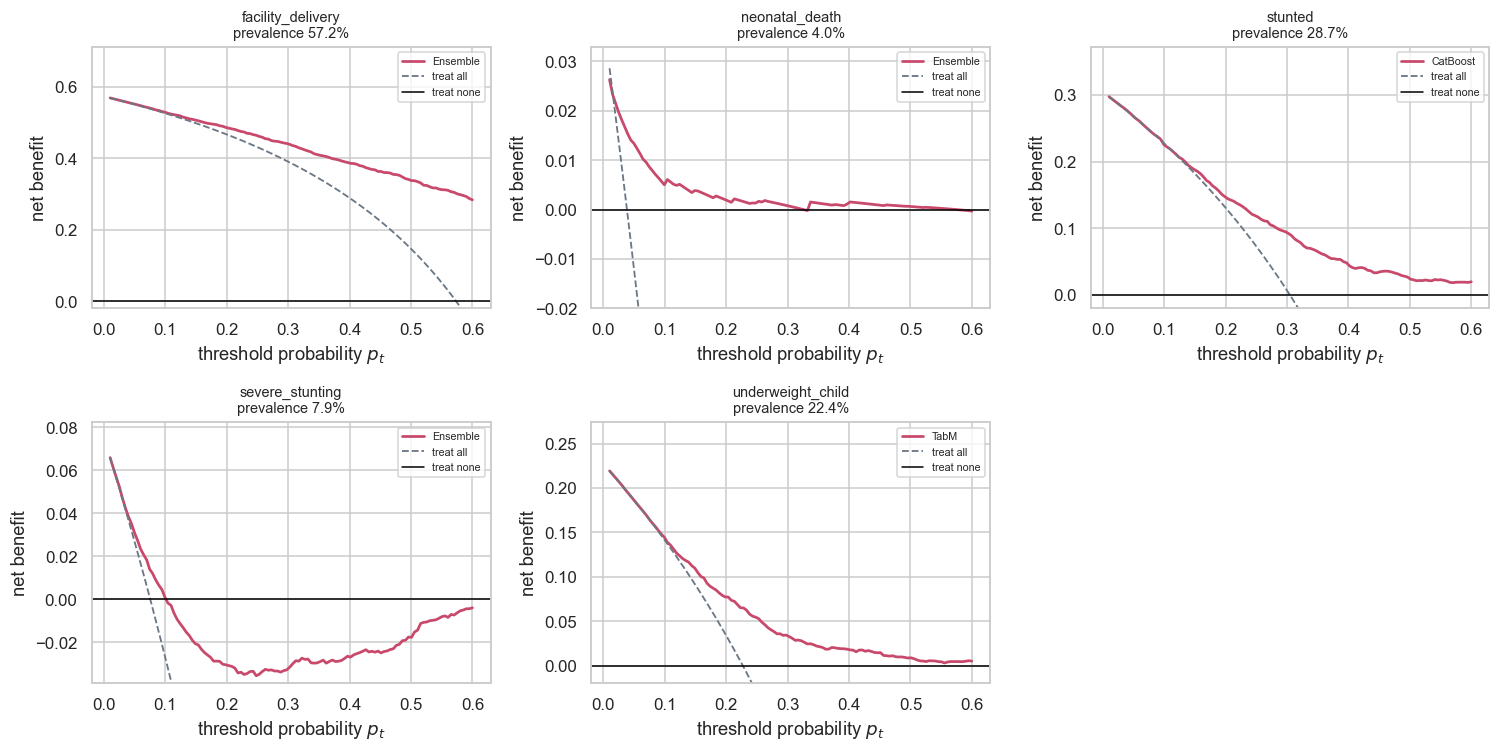 facility_delivery
prevalence 57.2%
Ensemble
treat all
treat none
net benefit
0.6
0.4
0.2
0.0
0.0 0.1 0.2 0.3 0.4 0.5 0.6
threshold probability p_t
neonatal_death
prevalence 4.0%
Ensemble
treat all
treat none
net benefit
0.03
0.02
0.01
0.00
−0.01
−0.02
0.0 0.1 0.2 0.3 0.4 0.5 0.6
threshold probability p_t
stunted
prevalence 28.7%
CatBoost
treat all
treat none
net benefit
0.3
0.2
0.1
0.0
0.0 0.1 0.2 0.3 0.4 0.5 0.6
threshold probability p_t
severe_stunting
prevalence 7.9%
Ensemble
treat all
treat none
net benefit
0.08
0.06
0.04
0.02
0.00
−0.02
0.0 0.1 0.2 0.3 0.4 0.5 0.6
threshold probability p_t
underweight_child
prevalence 22.4%
TabM
treat all
treat none
net benefit
0.25
0.20
0.15
0.10
0.05
0.00
0.0 0.1 0.2 0.3 0.4 0.5 0.6
threshold probability p_t